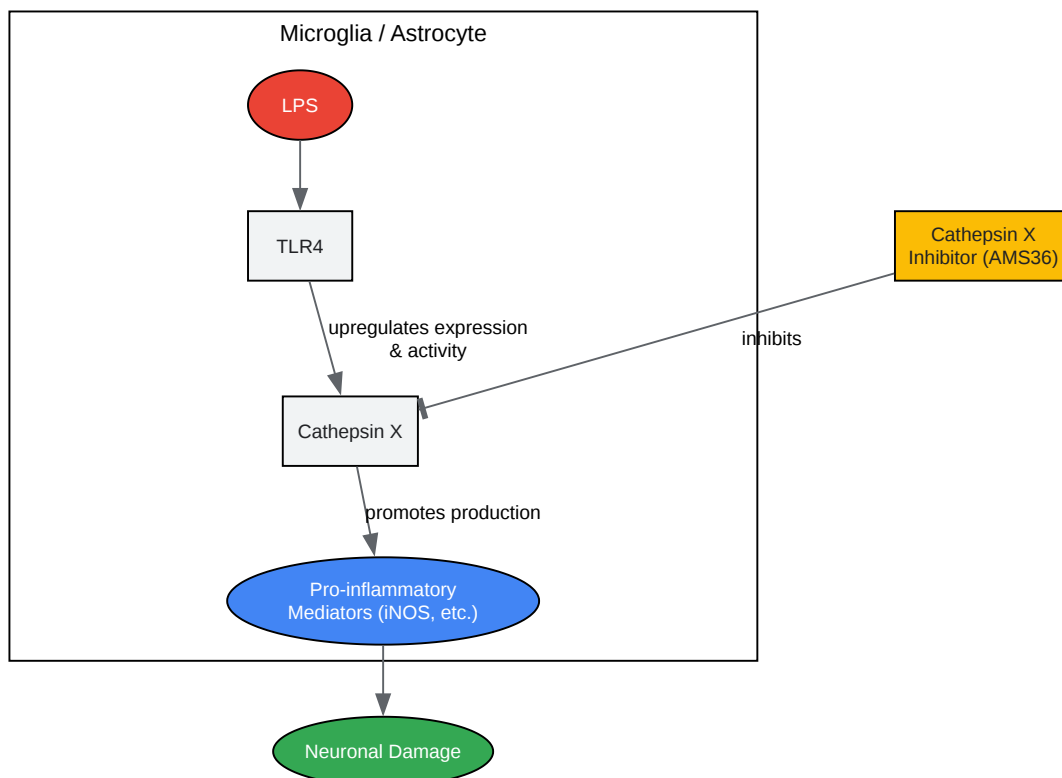 Microglia / Astrocyte
LPS
TLR4
Cathepsin X
Inhibitor (AMS36)
upregulates expression
& activity
inhibits
Cathepsin X
promotes production
Pro-inflammatory
Mediators (iNOS, etc.)
Neuronal Damage